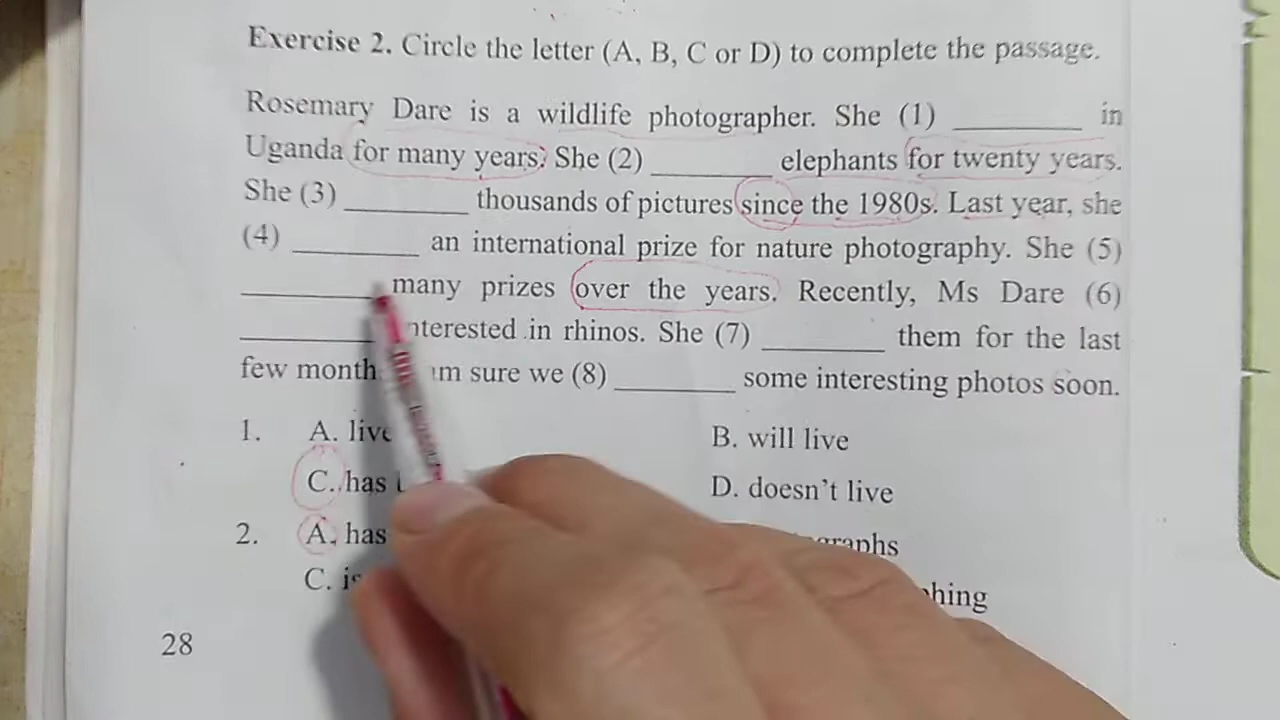 Exercise 2. Circle the letter (A, B, C or D) to complete the passage.
Rosemary Dare is a wildlife photographer. She (1) ________ in
Uganda for many years. She (2) ________ elephants for twenty years.
She (3) ________ thousands of pictures since the 1980s. Last year, she
(4) ________ an international prize for nature photography. She (5)
________ many prizes over the years. Recently, Ms Dare (6)
________ nterested in rhinos. She (7) ________ them for the last
few month sure we (8) ________ some interesting photos soon.
1. A. live B. will live
C. has D. doesn't live
2. A. has
C.
28